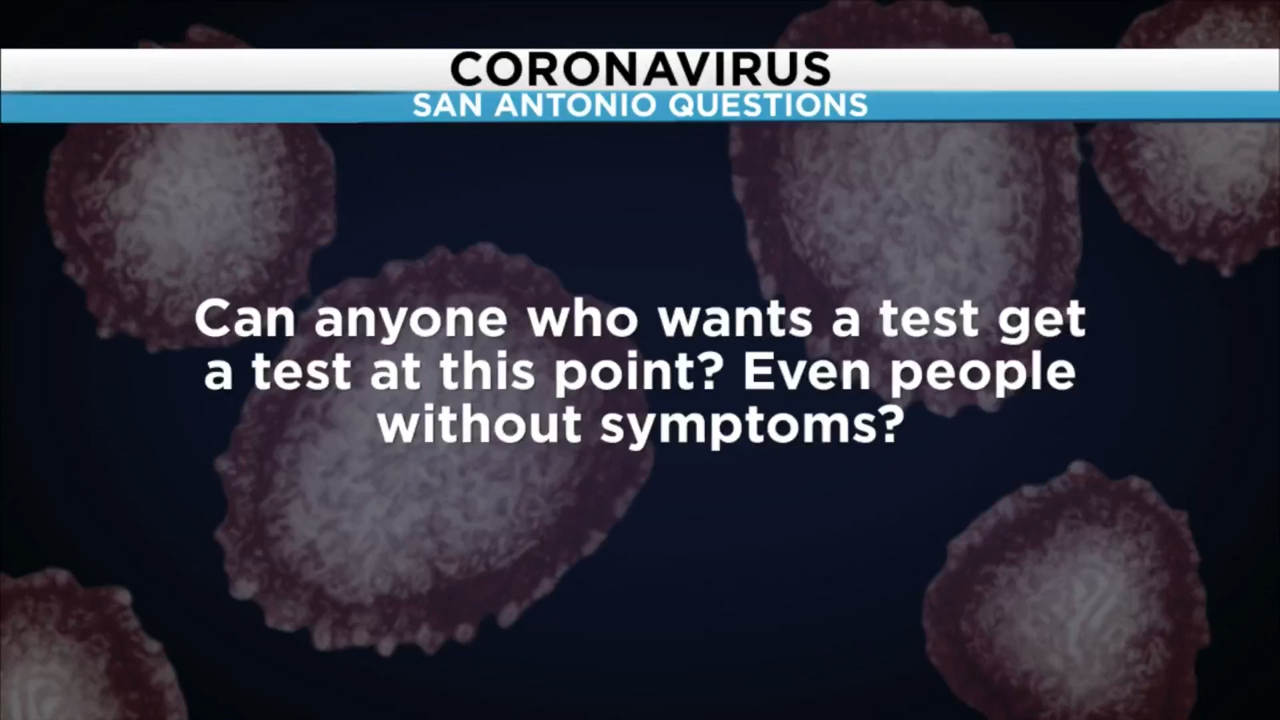 CORONAVIRUS
SAN ANTONIO QUESTIONS
Can anyone who wants a test get
a test at this point? Even people
without symptoms?